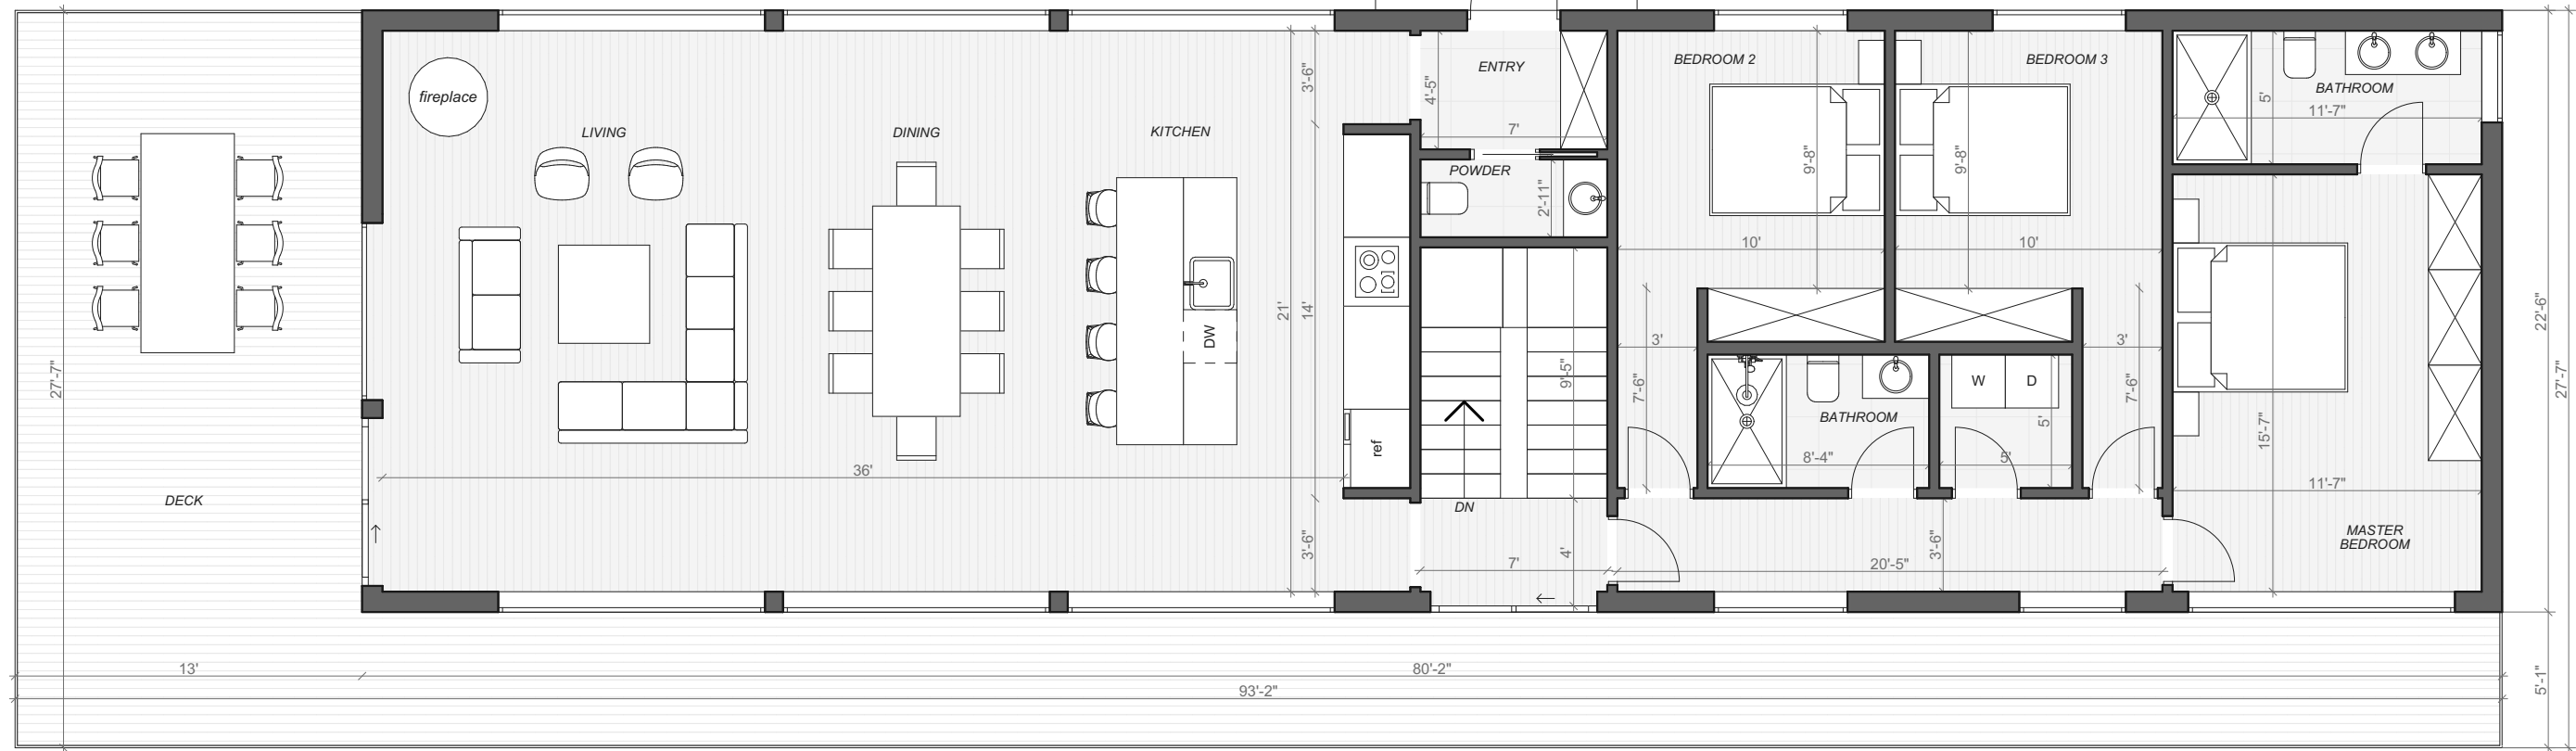 fireplace
LIVING
DINING
KITCHEN
ENTRY
BEDROOM 2
BEDROOM 3
BATHROOM
3'-6"
4'-5"
7'
5'
11'-7"
POWDER
2'-11"
9'-8"
9'-8"
10'
10'
21'
14'
DW
ref
9'-5"
3'
3'
7'-6"
7'-6"
W
D
5'
BATHROOM
8'-4"
5'
15'-7"
11'-7"
22'-6"
27'-7"
27'-7"
36'
DECK
DN
3'-6"
4'
7'
20'-5"
3'-6"
MASTER
BEDROOM
13'
80'-2"
93'-2"
5'-1"